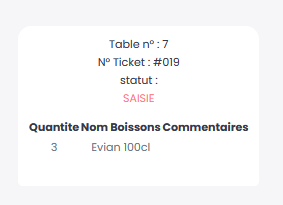 Table n° : 7
N° Ticket : #019
statut :
SAISIE
Quantite Nom Boissons Commentaires
3 Evian 100cl